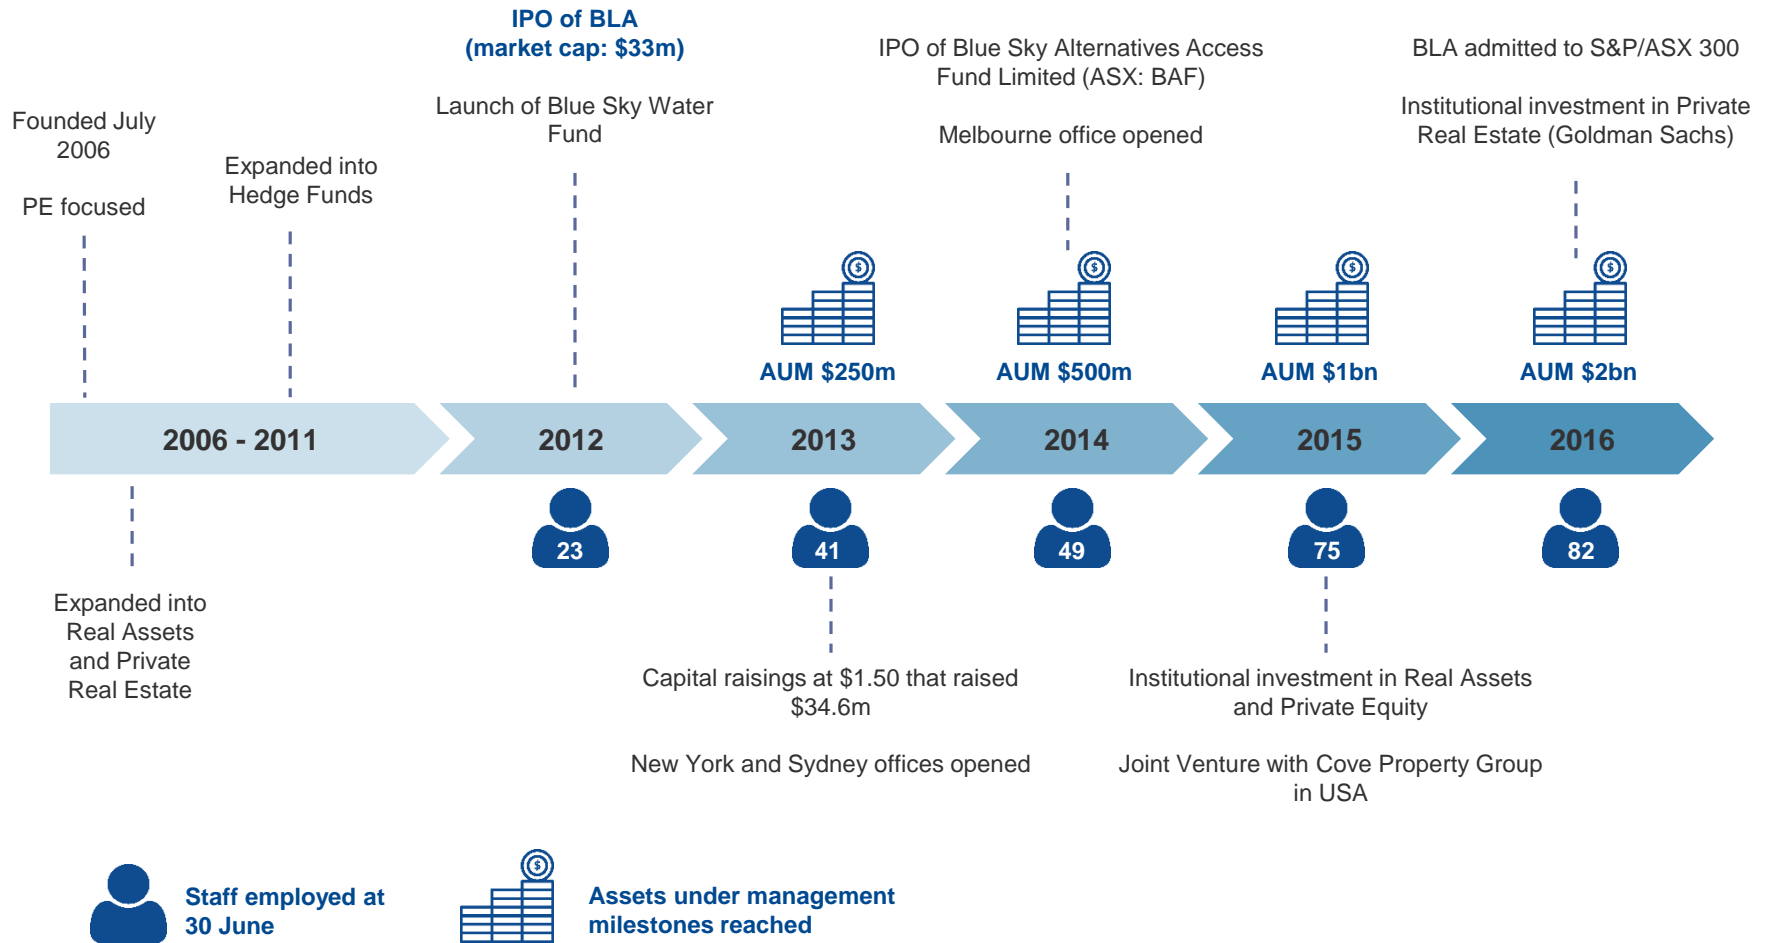 Founded July
2006
PE focused
Expanded into
Hedge Funds
IPO of BLA
(market cap: $33m)
Launch of Blue Sky Water
Fund
IPO of Blue Sky Alternatives Access
Fund Limited (ASX: BAF)
Melbourne office opened
BLA admitted to S&P/ASX 300
Institutional investment in Private
Real Estate (Goldman Sachs)
$
$
$
$
AUM $250m
AUM $500m
AUM $1bn
AUM $2bn
2006 - 2011
2012
2013
2014
2015
2016
23
41
49
75
82
Expanded into
Real Assets
and Private
Real Estate
Capital raisings at $1.50 that raised
$34.6m
New York and Sydney offices opened
Institutional investment in Real Assets
and Private Equity
Joint Venture with Cove Property Group
in USA
Staff employed at
30 June
$
Assets under management
milestones reached